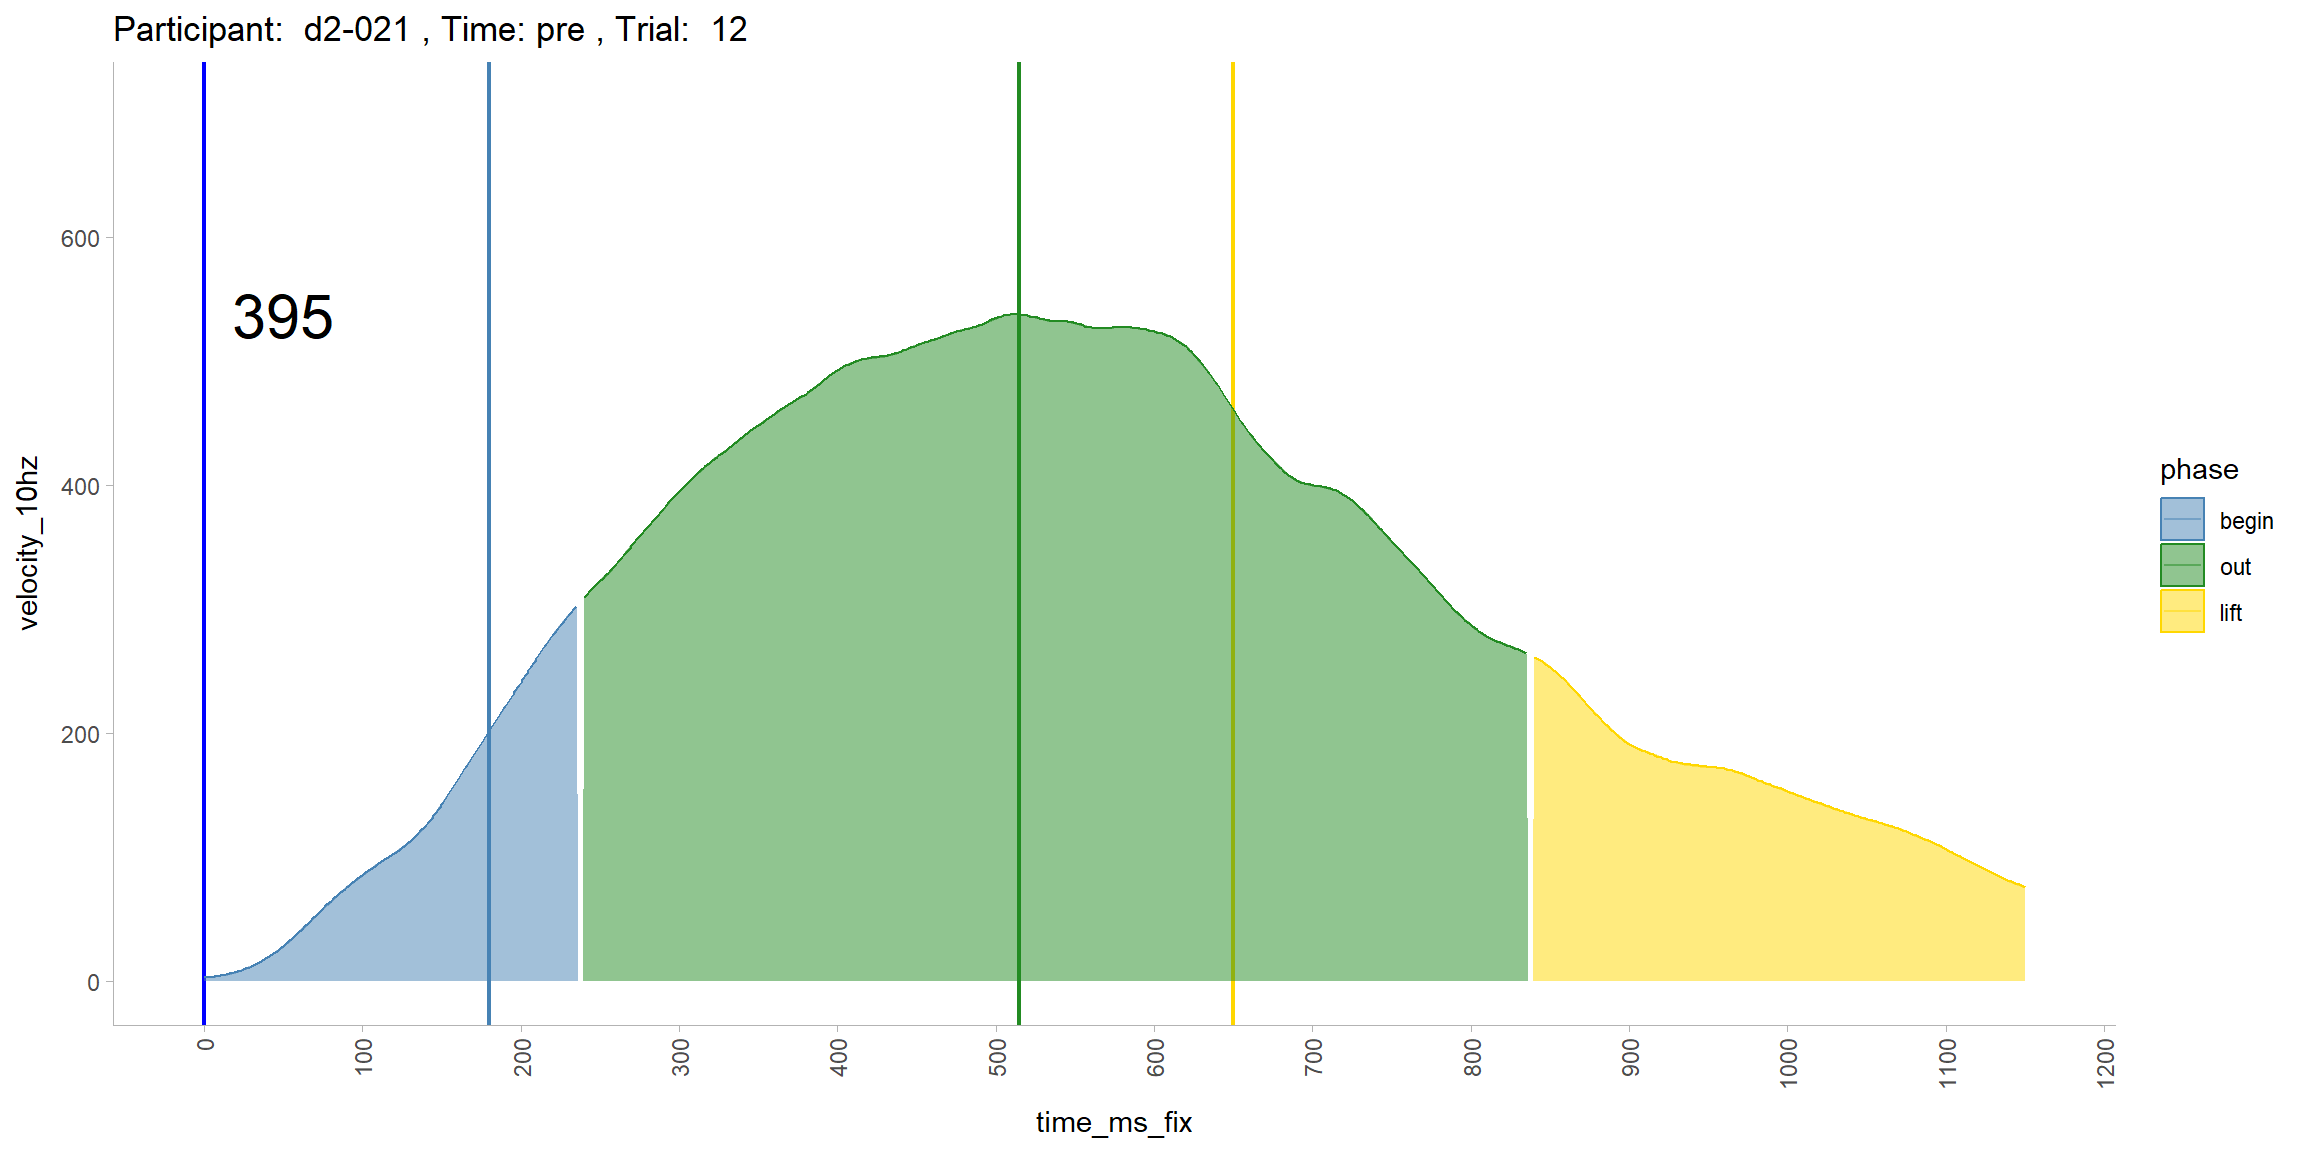 Participant:  d2-021 , Time: pre , Trial:  12
600
400
200
0
velocity_10hz
395
0
100
200
300
400
500
600
700
800
900
1000
1100
1200
time_ms_fix
phase
begin
out
lift